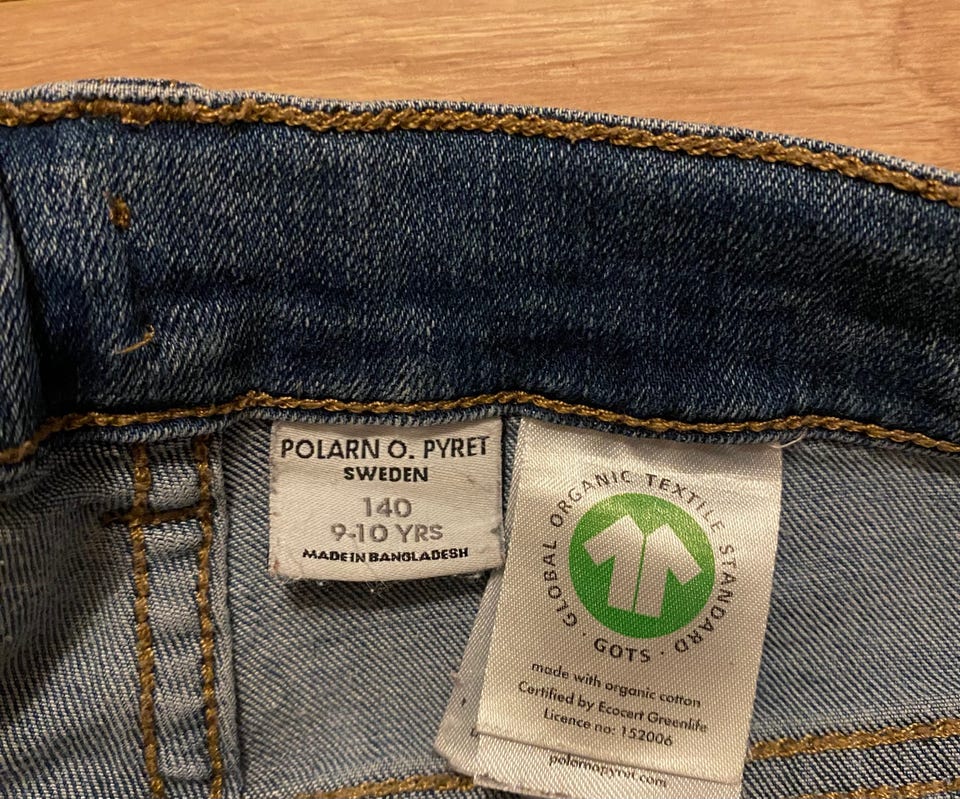 POLARN O. PYRET
SWEDEN
140
9-10 YRS
MADE IN BANGLADESH
GLOBAL ORGANIC TEXTILE STANDARD · GOTS ·
made with organic cotton
Certified by Ecocert Greenlife
Licence no: 152006
polarnopyret.com